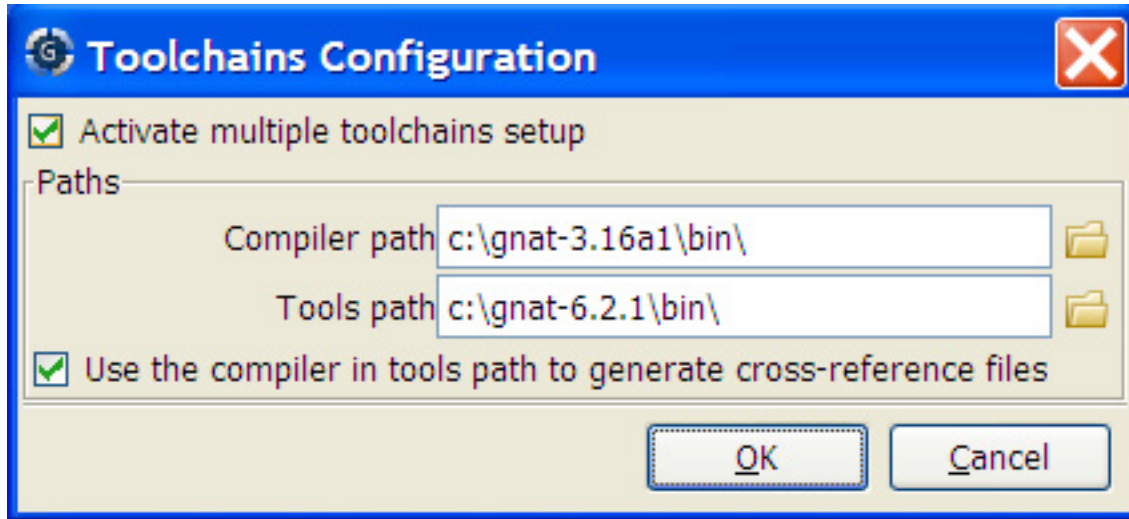 G Toolchains Configuration
Activate multiple toolchains setup
Paths
Compiler path c:\gnat-3.16a1\bin\
Tools path c:\gnat-6.2.1\bin\
Use the compiler in tools path to generate cross-reference files
OK Cancel